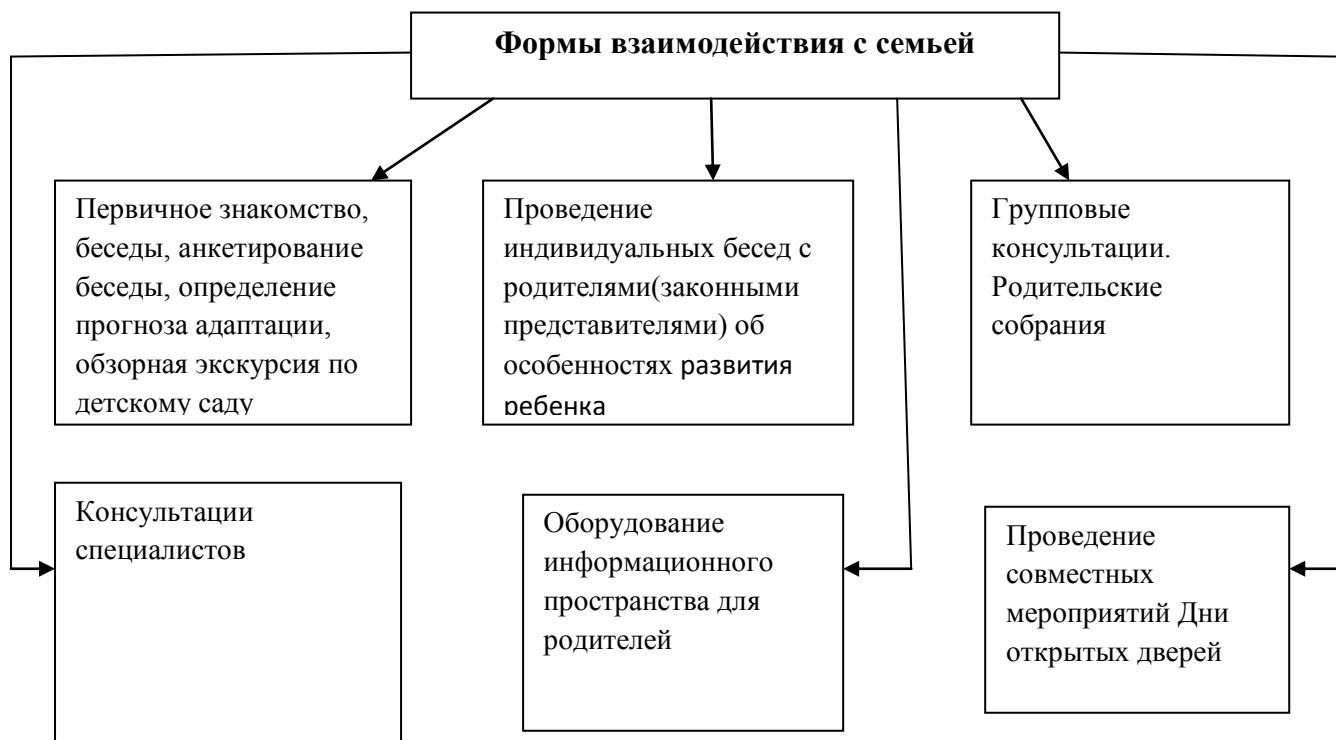 Формы взаимодействия с семьей
Первичное знакомство,
беседы, анкетирование
беседы, определение
прогноза адаптации,
обзорная экскурсия по
детскому саду
Проведение
индивидуальных бесед с
родителями(законными
представителями) об
особенностях развития
ребенка
Групповые
консультации.
Родительские
собрания
Консультации
специалистов
Оборудование
информационного
пространства для
родителей
Проведение
совместных
мероприятий Дни
открытых дверей